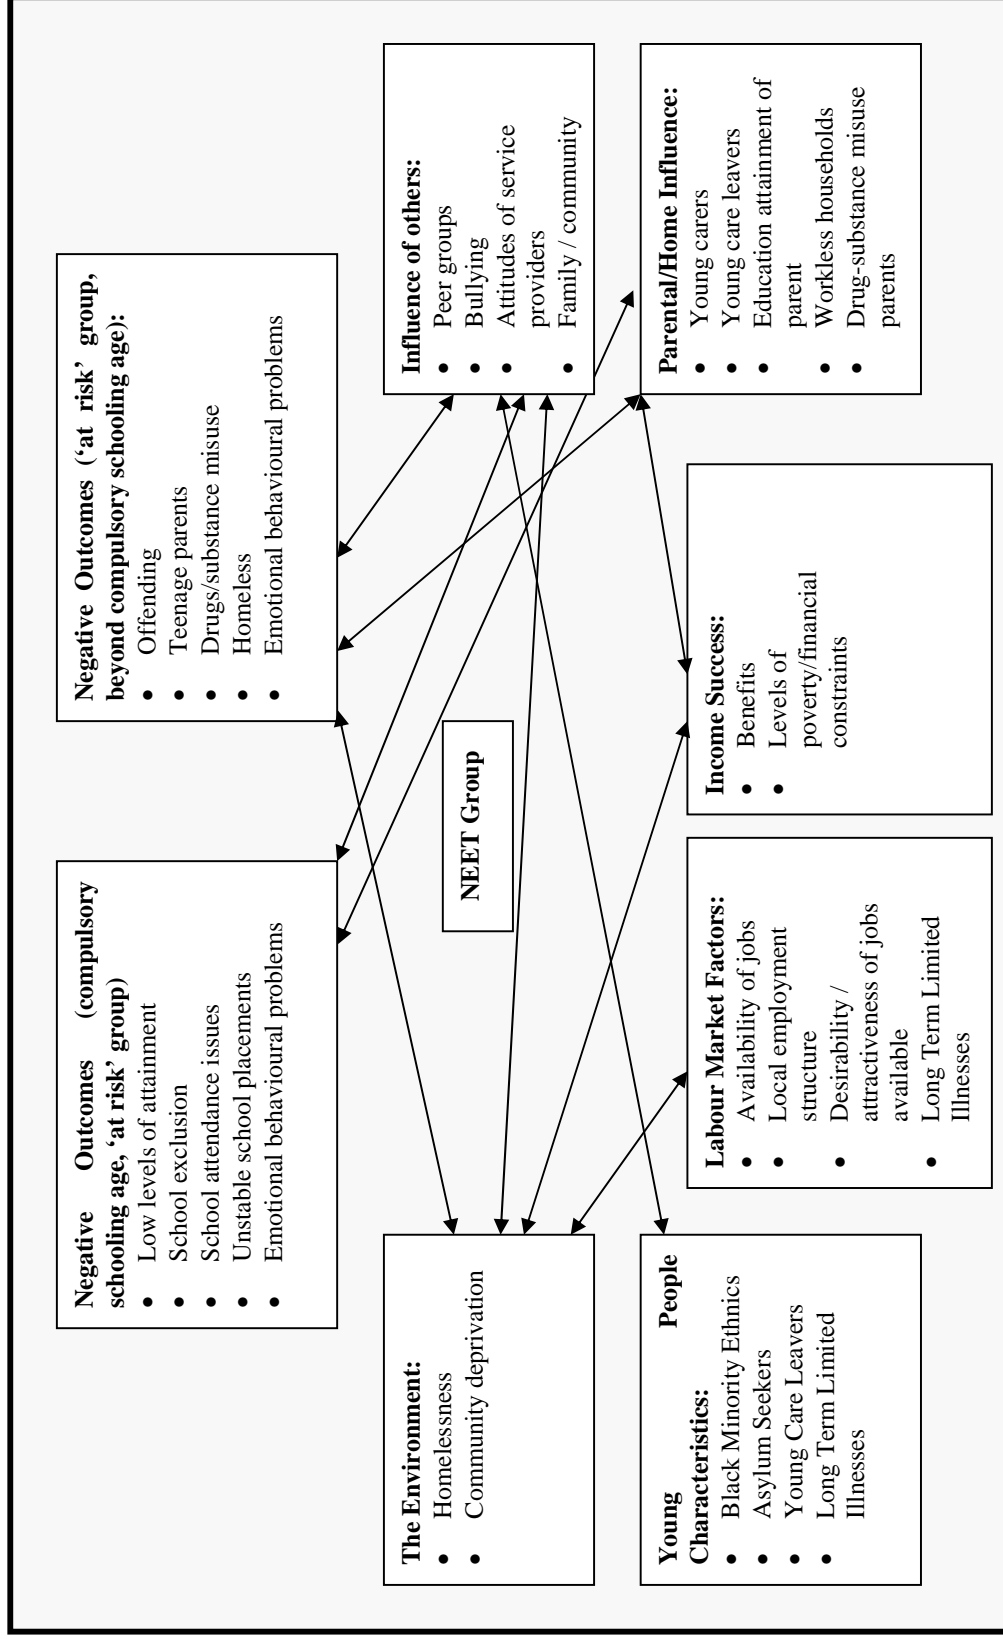 Negative Outcomes (compulsory
schooling age, ‘at risk’ group)
• Low levels of attainment
• School exclusion
• School attendance issues
• Unstable school placements
• Emotional behavioural problems
Negative Outcomes (‘at risk’ group,
beyond compulsory schooling age):
• Offending
• Teenage parents
• Drugs/substance misuse
• Homeless
• Emotional behavioural problems
The Environment:
• Homelessness
• Community deprivation
NEET Group
Influence of others:
• Peer groups
• Bullying
• Attitudes of service
providers
• Family / community
Young People
Characteristics:
• Black Minority Ethnics
• Asylum Seekers
• Young Care Leavers
• Long Term Limited
Illnesses
Labour Market Factors:
• Availability of jobs
• Local employment
structure
• Desirability /
attractiveness of jobs
available
• Long Term Limited
Illnesses
Income Success:
• Benefits
• Levels of
poverty/financial
constraints
Parental/Home Influence:
• Young carers
• Young care leavers
• Education attainment of
parent
• Workless households
• Drug-substance misuse
parents